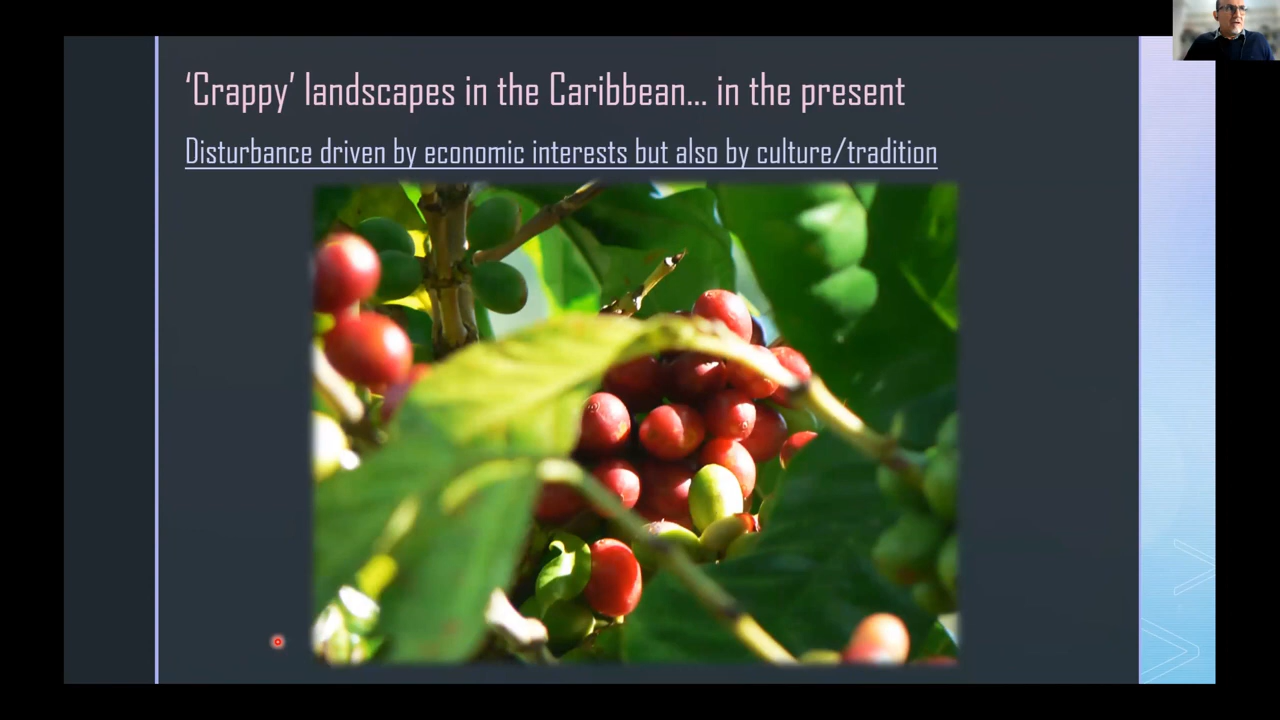 ‘Crappy’ landscapes in the Caribbean... in the present
Disturbance driven by economic interests but also by culture/tradition